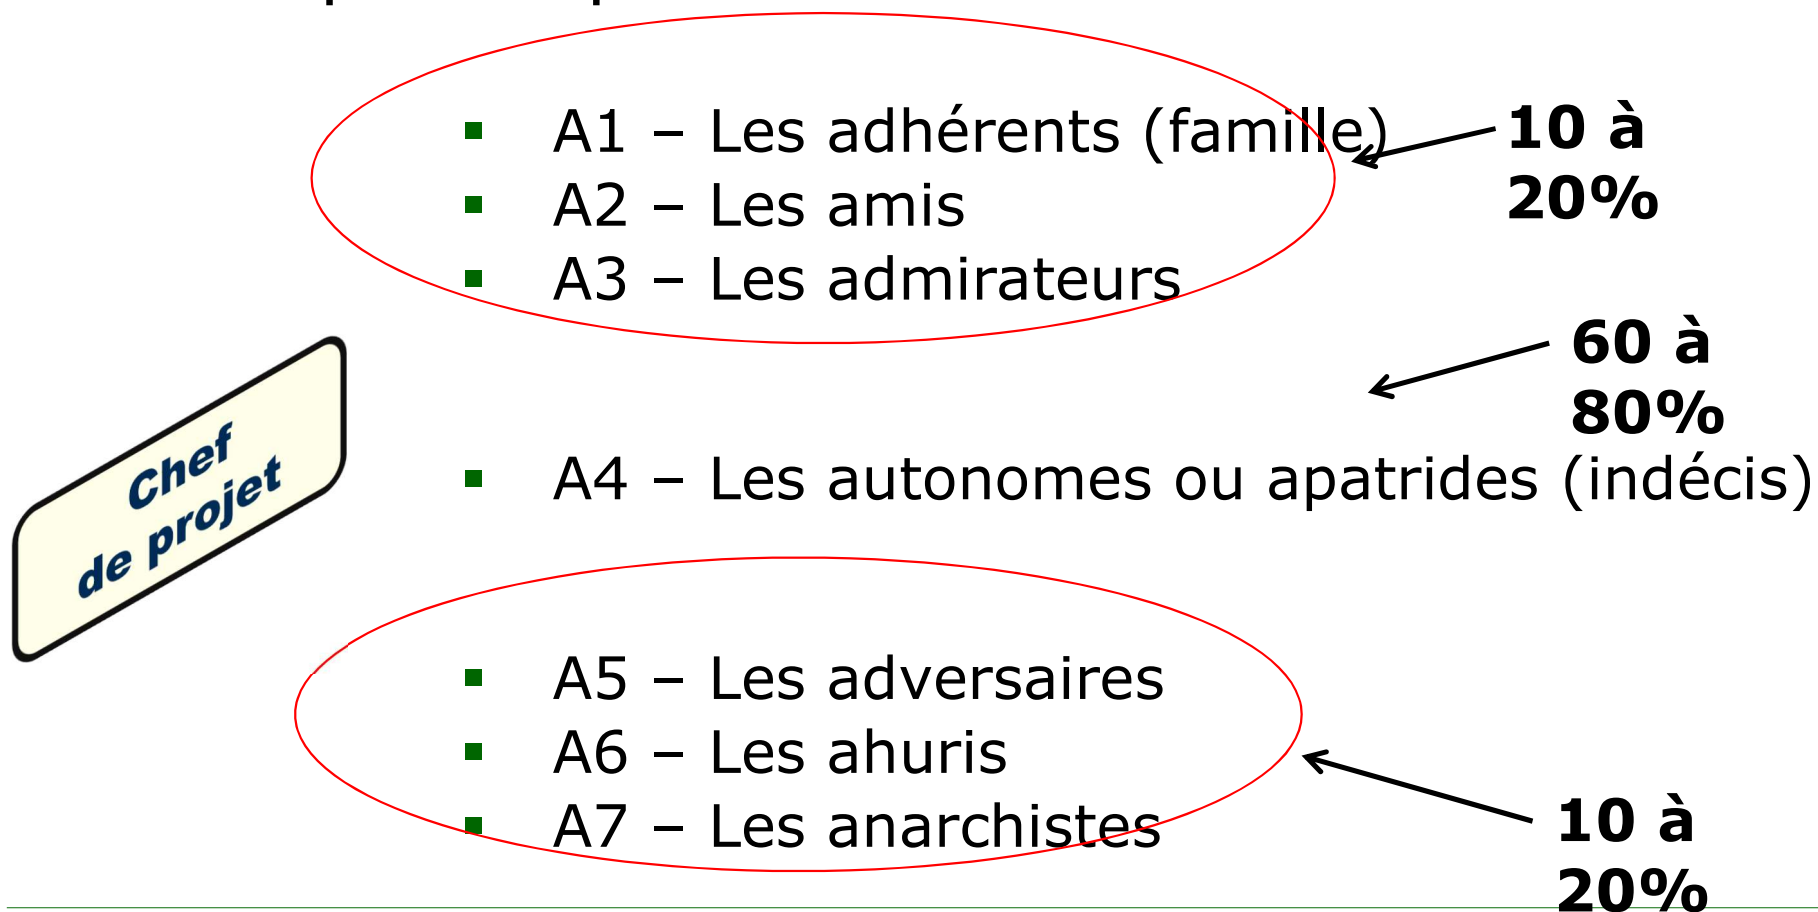 A1 – Les adhérents (famille)
10 à
20%
A2 – Les amis
A3 – Les admirateurs
60 à
80%
Chef
de projet
A4 – Les autonomes ou apatrides (indécis)
A5 – Les adversaires
A6 – Les ahuris
A7 – Les anarchistes
10 à
20%